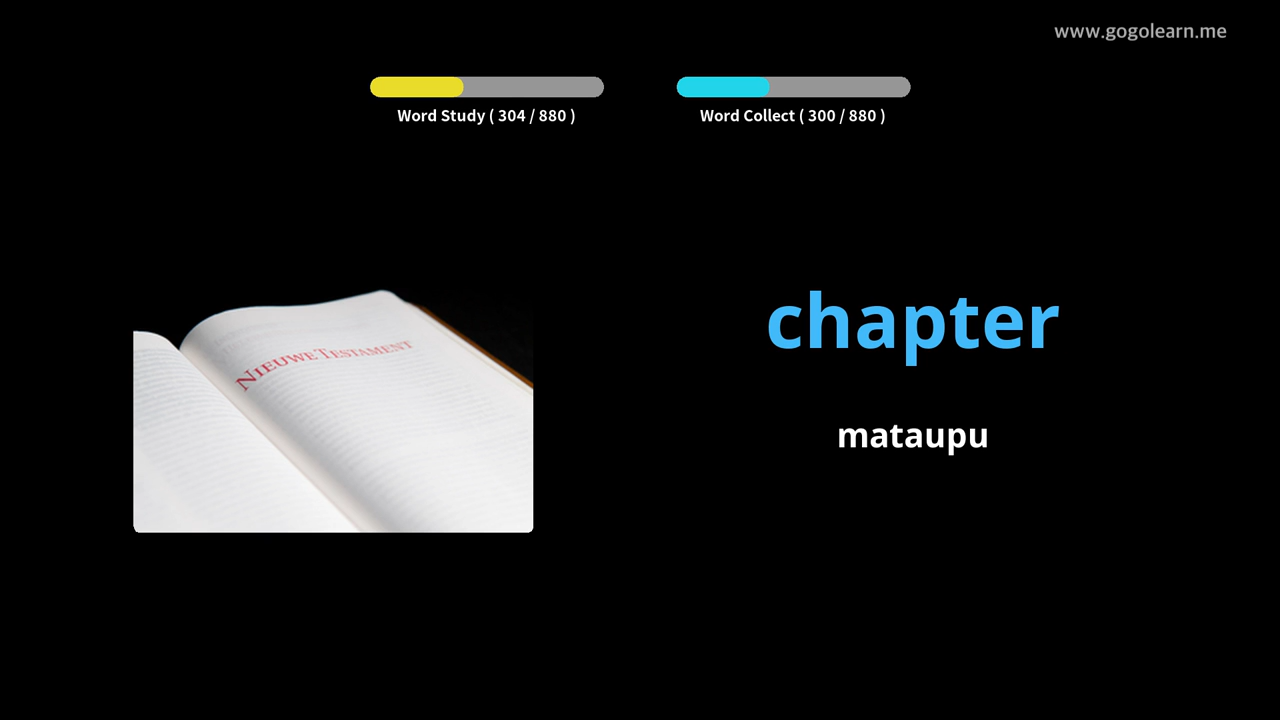 www.gogolearn.me
Word Study ( 304 / 880 )
Word Collect ( 300 / 880 )
NIEUWE TESTAMENT
chapter
mataupu